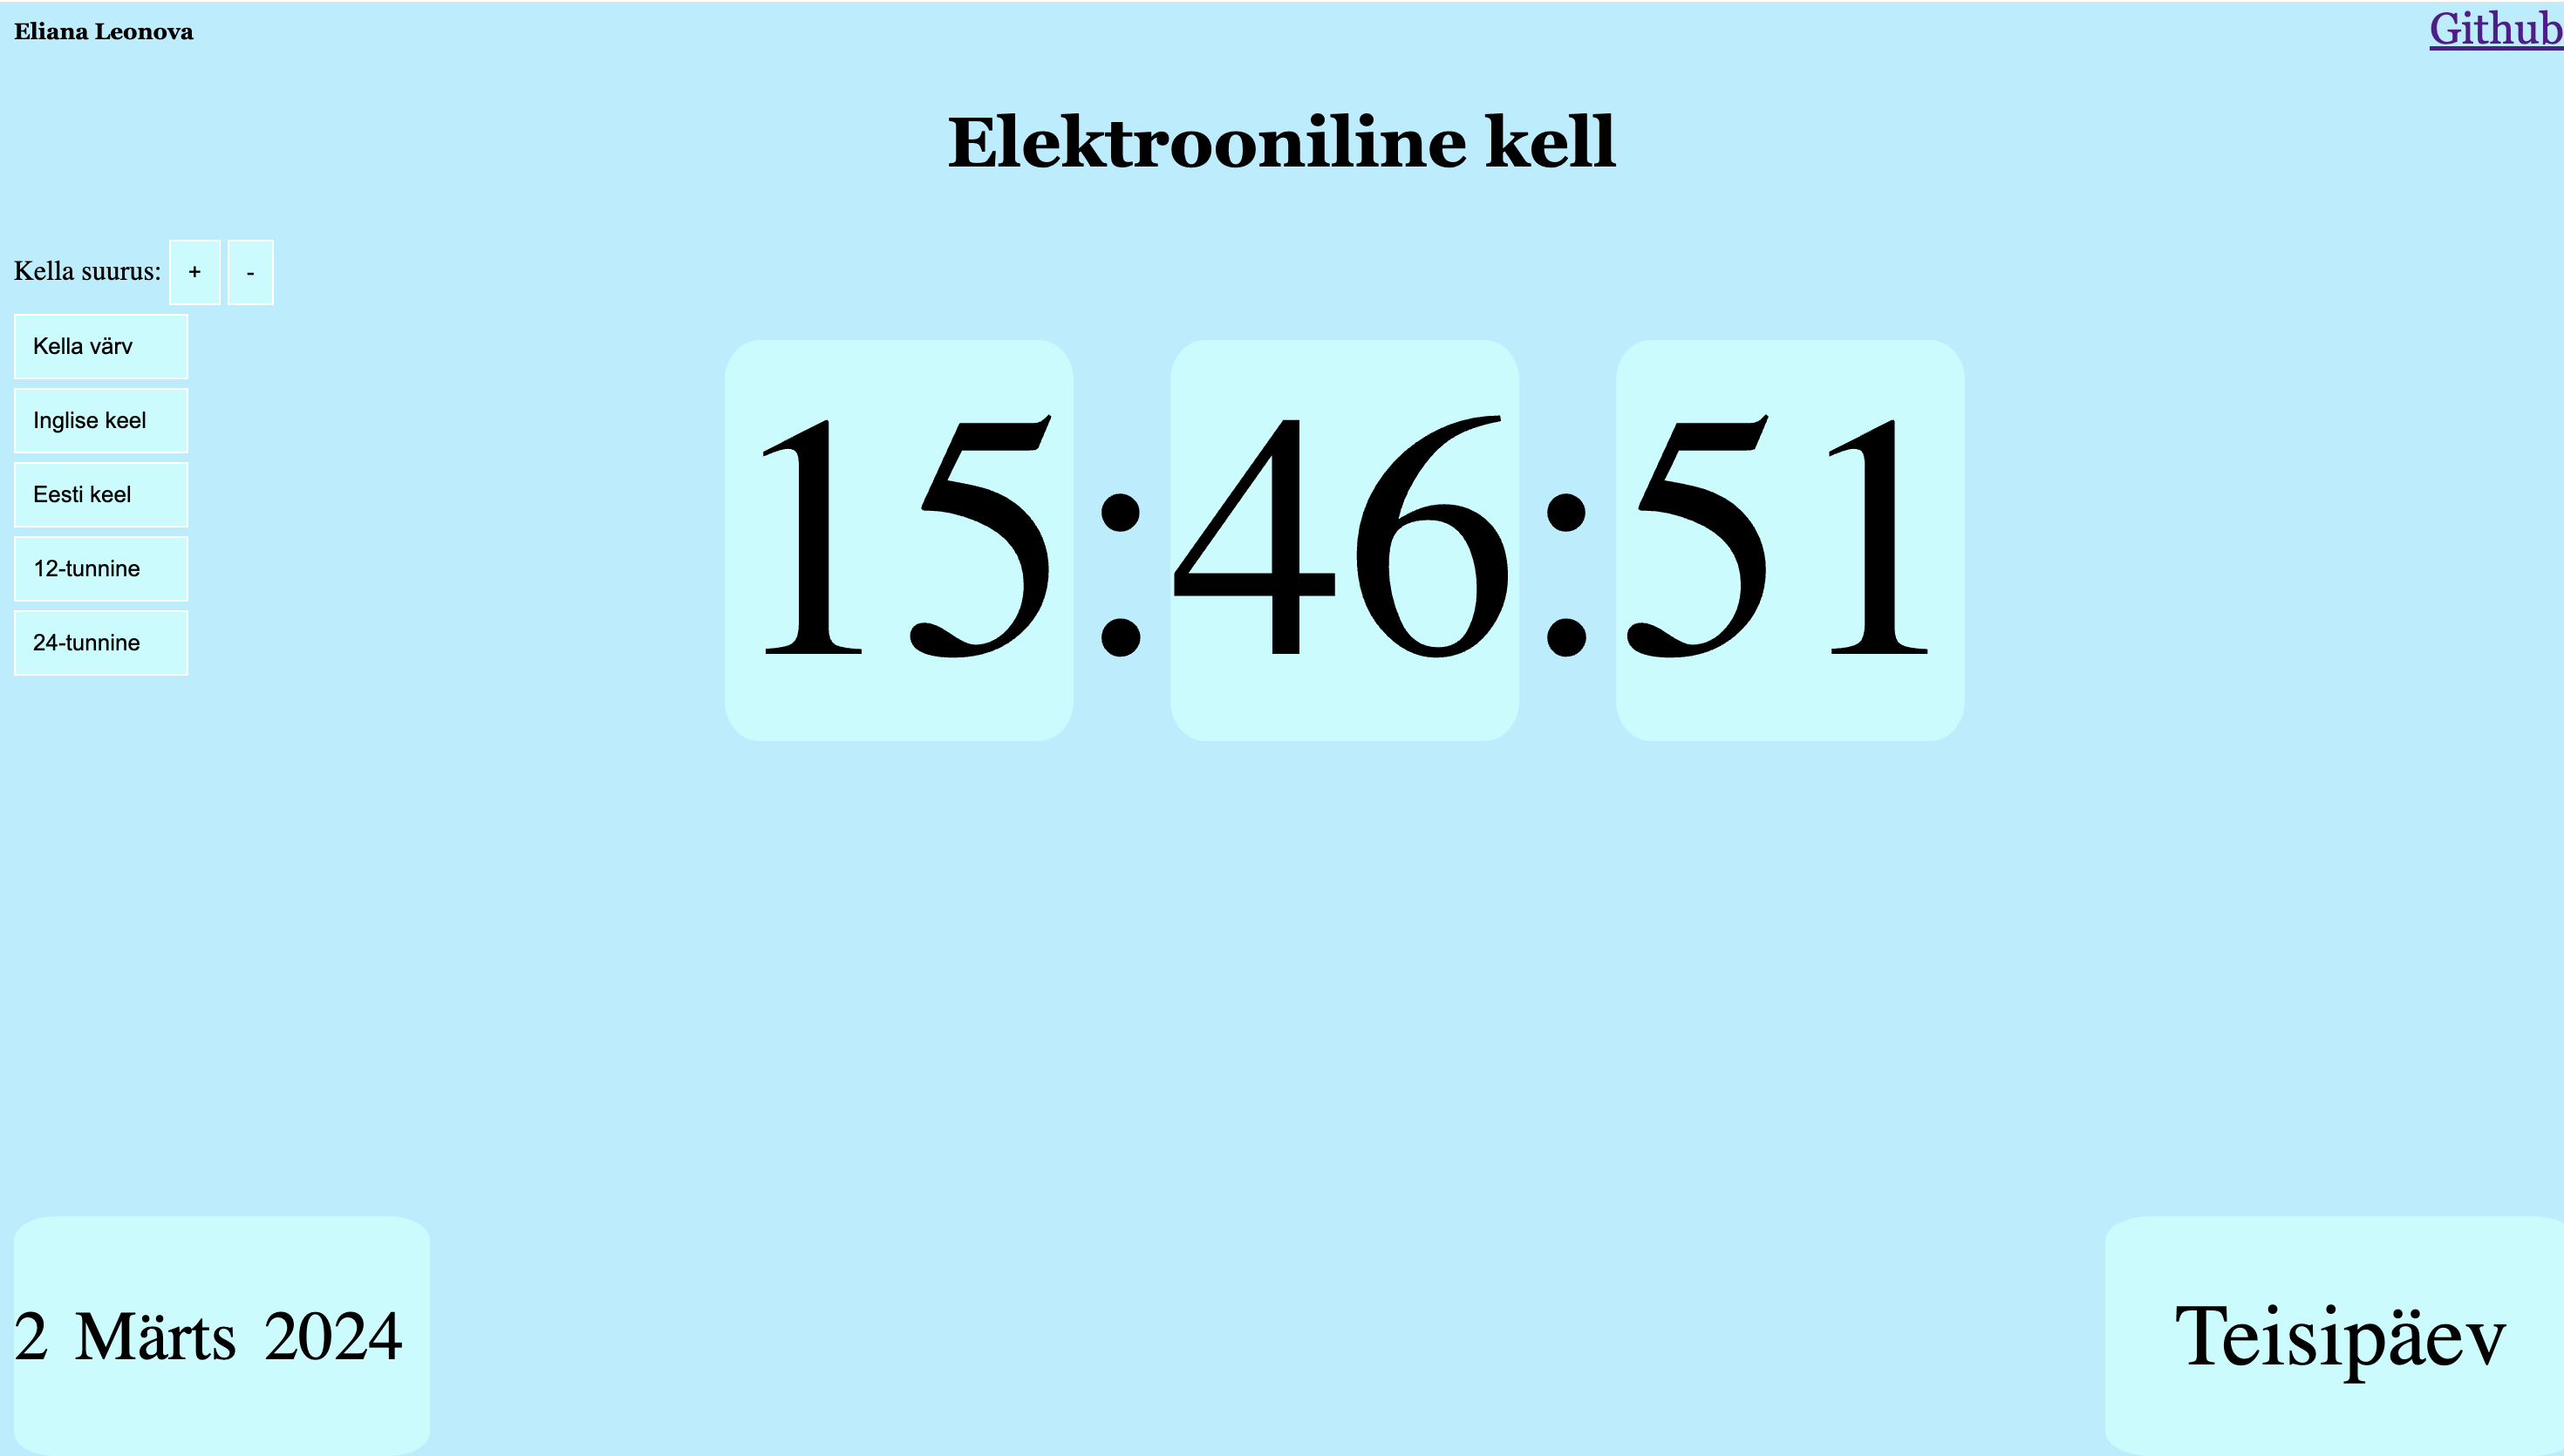 Eliana Leonova
Github
Elektrooniline kell
Kella suurus: + -
Kella värv
Inglise keel
Eesti keel
12-tunnine
24-tunnine
15:46:51
2 Märts 2024
Teisipäev